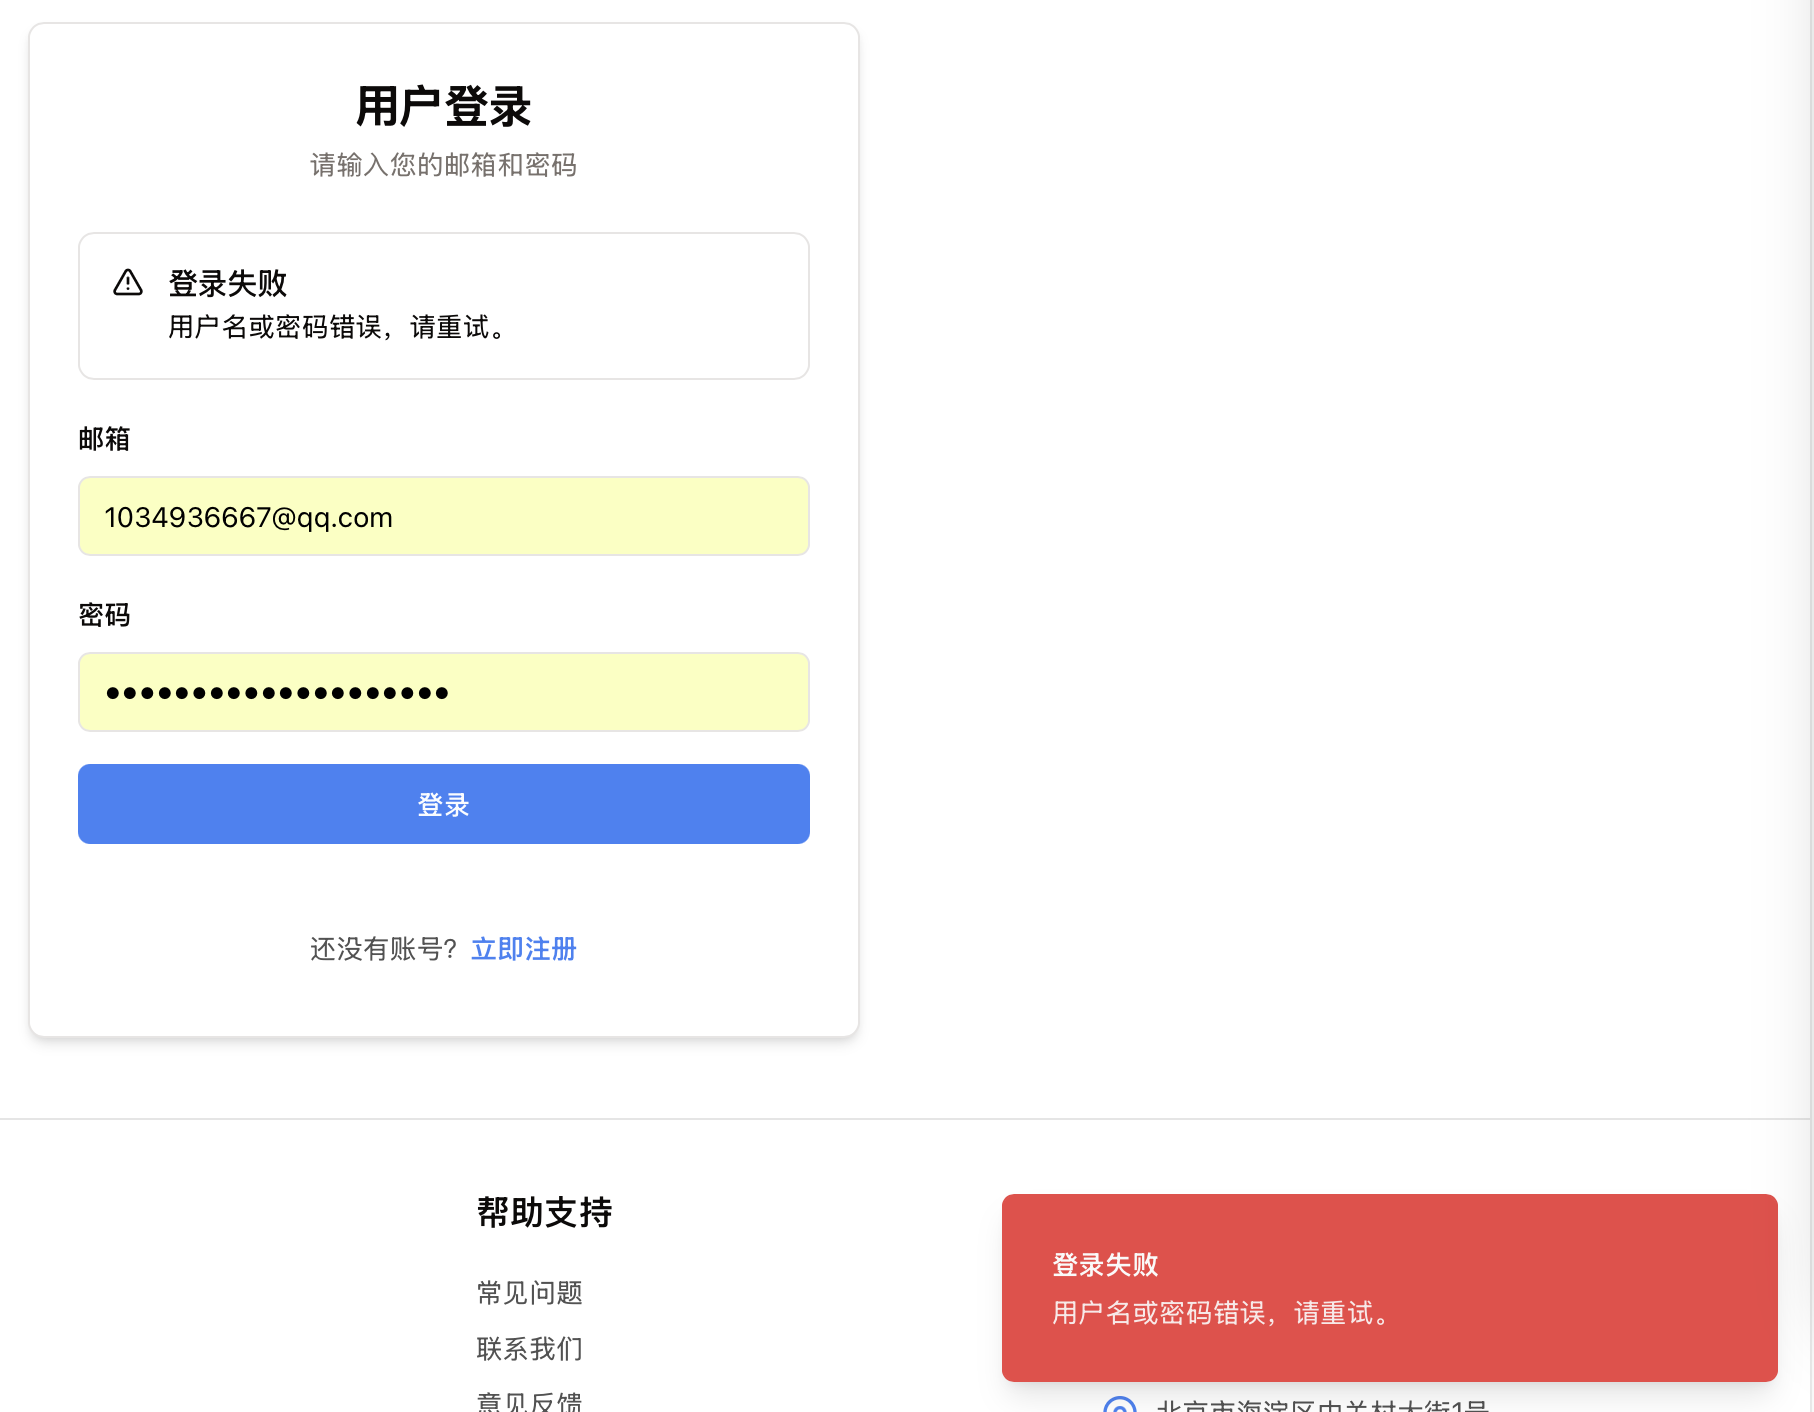 用户登录
请输入您的邮箱和密码
登录失败
用户名或密码错误，请重试。
邮箱
1034936667@qq.com
密码
••••••••••••••••••••
登录
还没有账号? 立即注册
帮助支持
常见问题
联系我们
意见反馈
登录失败
用户名或密码错误，请重试。
北京市海淀区中关村大街1号